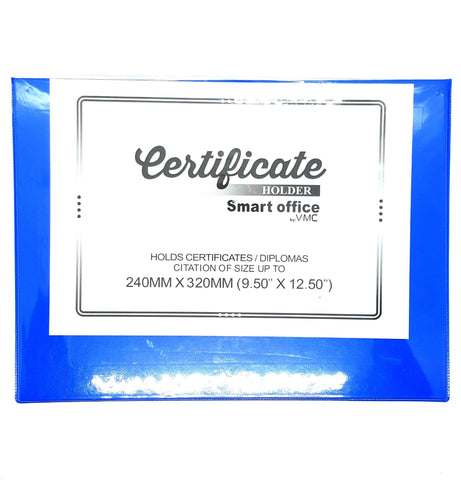 Certificate
HOLDER
Smart office
by VMC
HOLDS CERTIFICATES / DIPLOMAS
CITATION OF SIZE UP TO
240MM X 320MM (9.50" X 12.50")